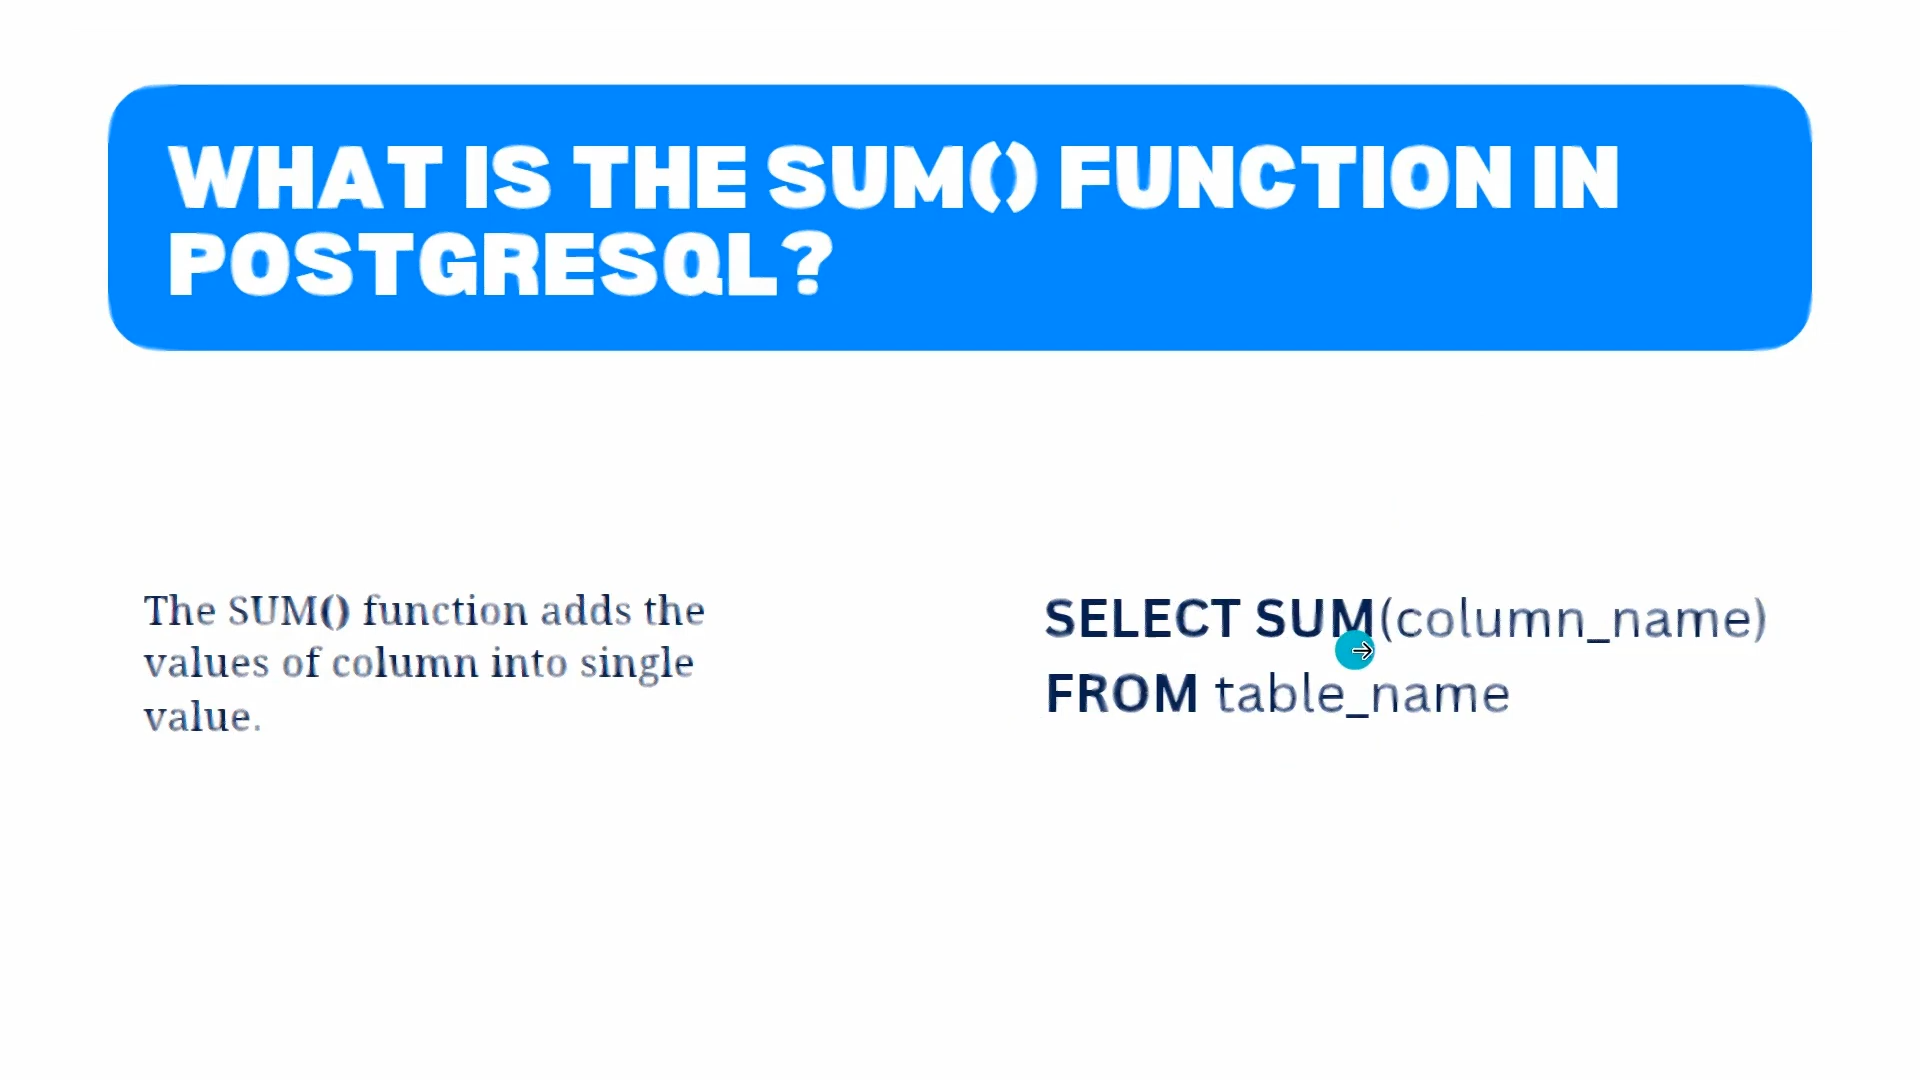 WHAT IS THE SUM() FUNCTION IN
POSTGRESQL?
The SUM() function adds the
values of column into single
value.
SELECT SUM(column_name)
FROM table_name